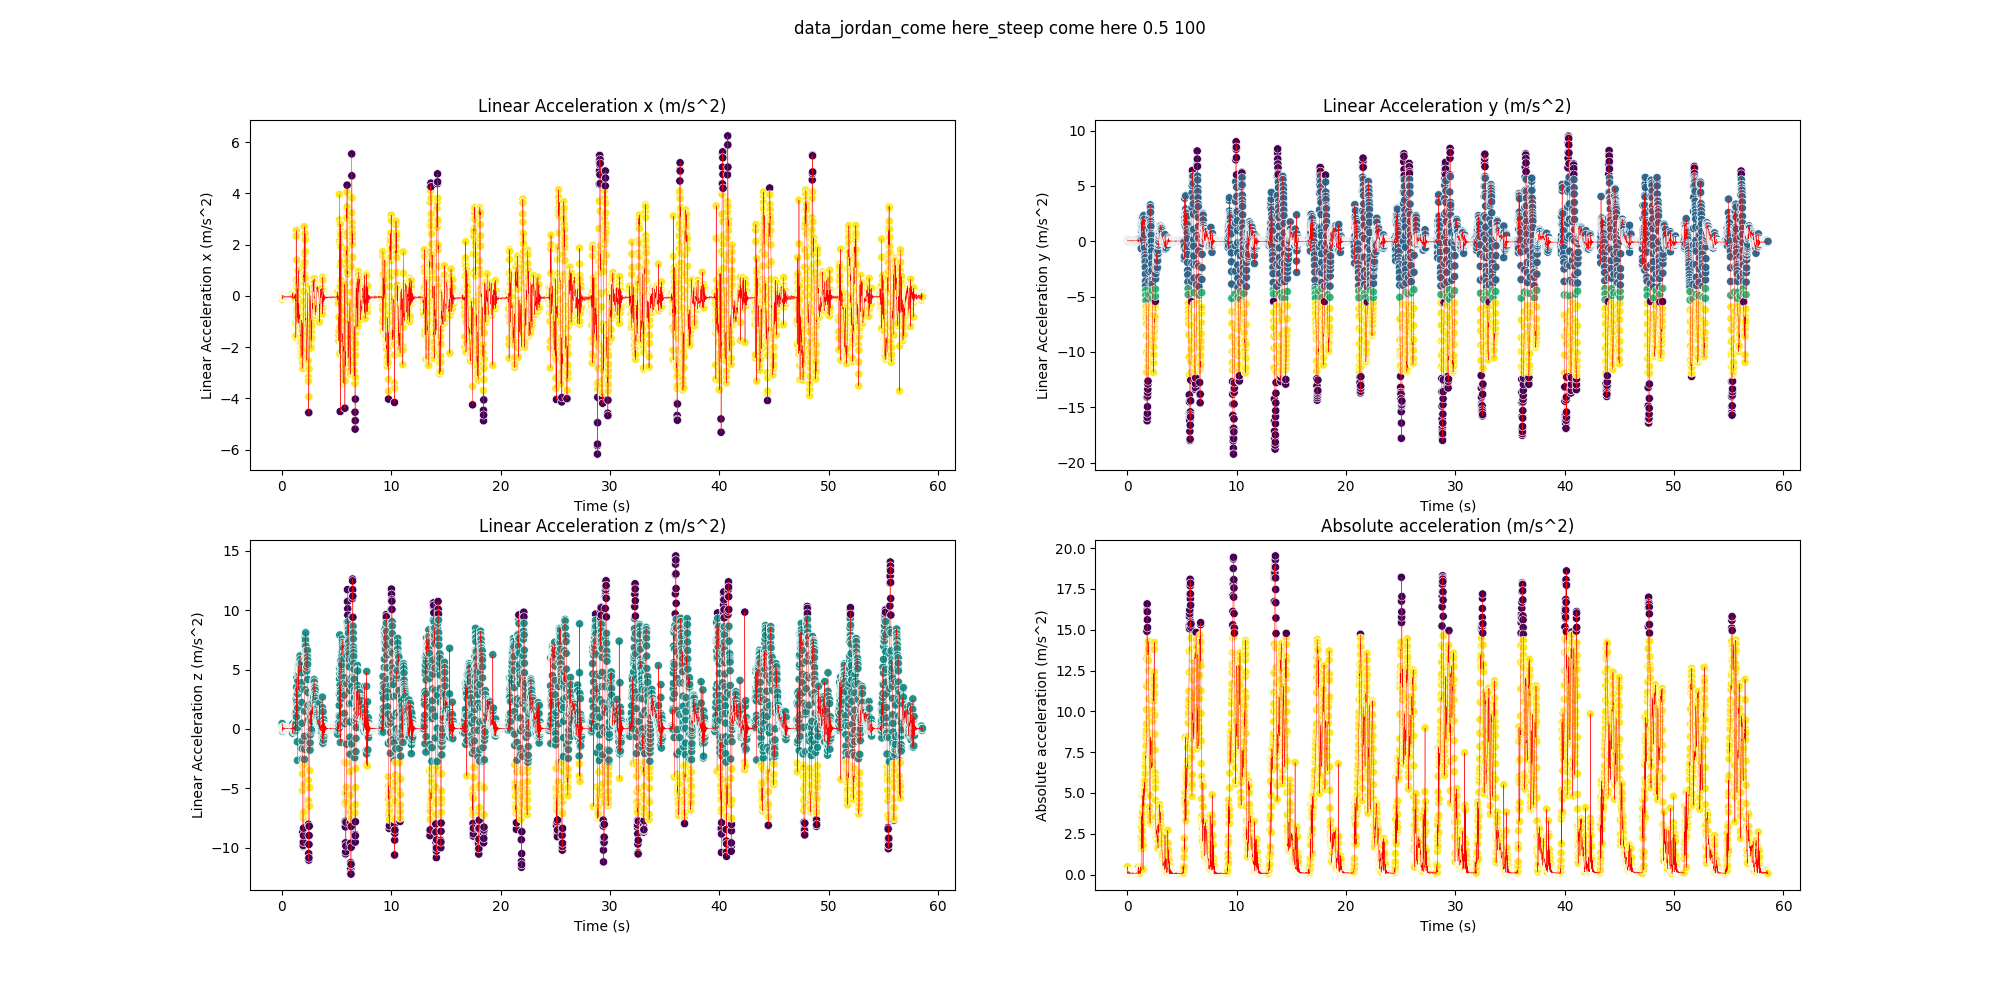 data_jordan_come here_steep come here 0.5 100
Linear Acceleration x (m/s^2)
Linear Acceleration x (m/s^2)
6
4
2
0
−2
−4
−6
0 10 20 30 40 50 60
Time (s)
Linear Acceleration y (m/s^2)
Linear Acceleration y (m/s^2)
10
5
0
−5
−10
−15
−20
0 10 20 30 40 50 60
Time (s)
Linear Acceleration z (m/s^2)
Linear Acceleration z (m/s^2)
15
10
5
0
−5
−10
0 10 20 30 40 50 60
Time (s)
Absolute acceleration (m/s^2)
Absolute acceleration (m/s^2)
20.0
17.5
15.0
12.5
10.0
7.5
5.0
2.5
0.0
0 10 20 30 40 50 60
Time (s)